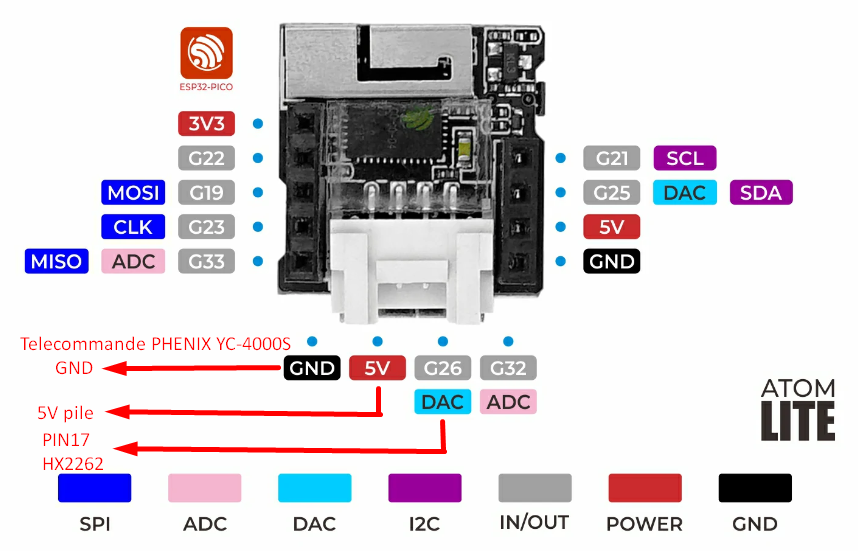 ESP32-PICO
3V3
G22
G21 SCL
MOSI G19
G25 DAC SDA
CLK G23
5V
MISO ADC G33
GND
Telecommande PHENIX YC-4000S
GND
GND 5V G26 G32
DAC ADC
5V pile
PIN17
HX2262
ATOM
LITE
SPI ADC DAC I2C IN/OUT POWER GND